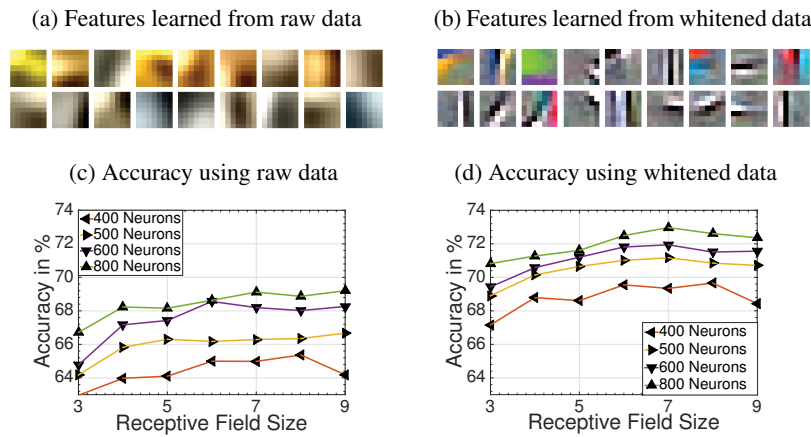 (a) Features learned from raw data
(b) Features learned from whitened data
(c) Accuracy using raw data
74
72
70
68
66
64
3 5 7 9
Accuracy in %
Receptive Field Size
400 Neurons
500 Neurons
600 Neurons
800 Neurons
(d) Accuracy using whitened data
74
72
70
68
66
64
3 5 7 9
Accuracy in %
Receptive Field Size
400 Neurons
500 Neurons
600 Neurons
800 Neurons